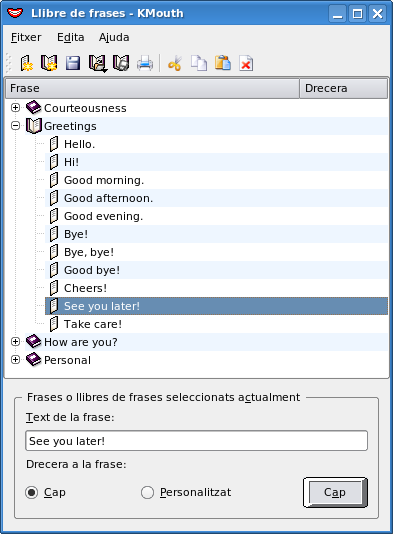 Llibre de frases - KMouth
Fitxer Edita Ajuda
Frase Drecera
Courteousness
Greetings
Hello.
Hi!
Good morning.
Good afternoon.
Good evening.
Bye!
Bye, bye!
Good bye!
Cheers!
See you later!
Take care!
How are you?
Personal
Frases o llibres de frases seleccionats actualment
Text de la frase:
See you later!
Drecera a la frase:
Cap Personalitzat Cap